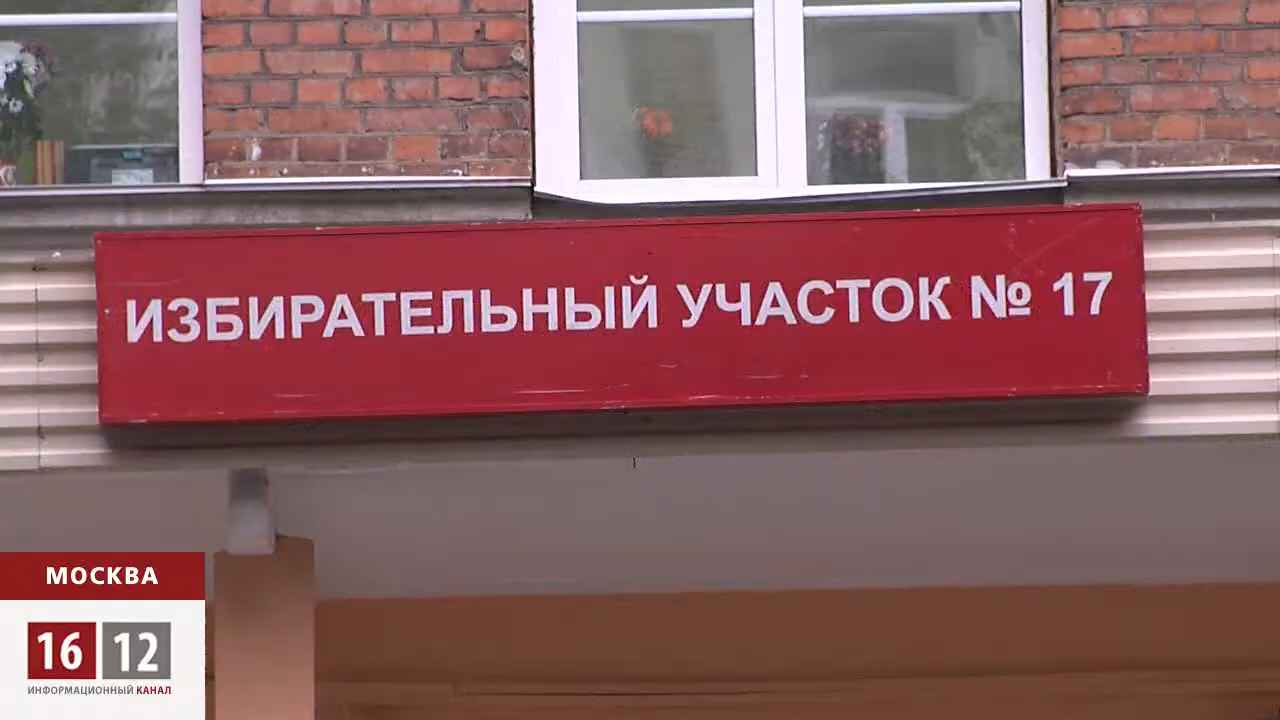 ИЗБИРАТЕЛЬНЫЙ УЧАСТОК № 17
МОСКВА
16 12
ИНФОРМАЦИОННЫЙ КАНАЛ